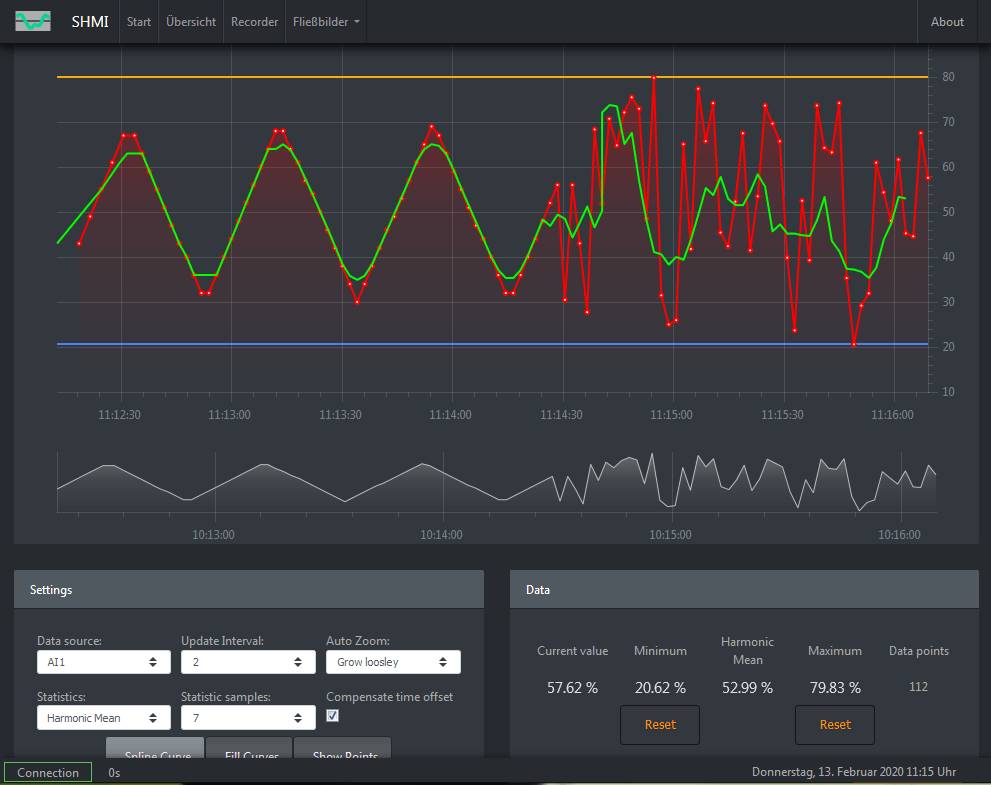 SHMI Start Übersicht Recorder Fließbilder About
80
70
60
50
40
30
20
10
11:12:30 11:13:00 11:13:30 11:14:00 11:14:30 11:15:00 11:15:30 11:16:00
10:13:00 10:14:00 10:15:00 10:16:00
Settings
Data source: Update Interval: Auto Zoom:
AI1 2 Grow loosley
Statistics: Statistic samples: Compensate time offset
Harmonic Mean 7
Spline Curve Fill Curves Show Points
Data
Current value Minimum Harmonic Mean Maximum Data points
57.62 % 20.62 % 52.99 % 79.83 % 112
Reset Reset
Connection 0s Donnerstag, 13. Februar 2020 11:15 Uhr